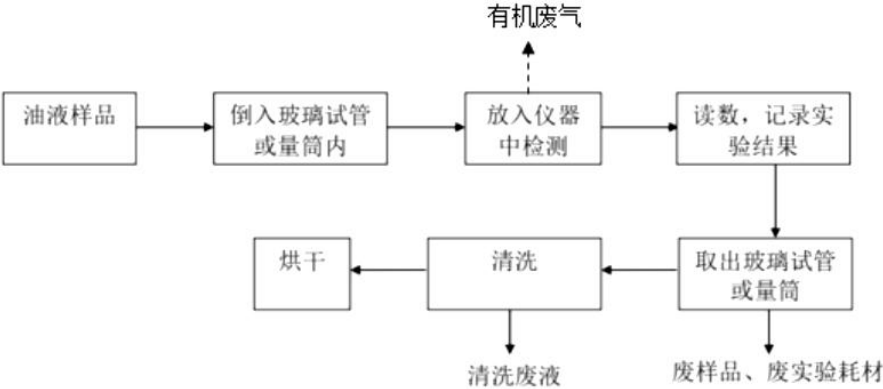 有机废气
油液样品
倒入玻璃试管
或量筒内
放入仪器
中检测
读数，记录实
验结果
取出玻璃试管
或量筒
清洗
烘干
清洗废液
废样品、废实验耗材